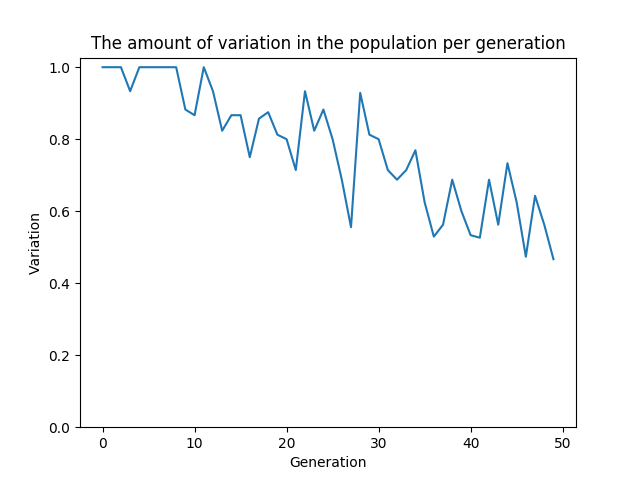 The amount of variation in the population per generation
1.0
0.8
0.6
0.4
0.2
0.0
Variation
0 10 20 30 40 50
Generation